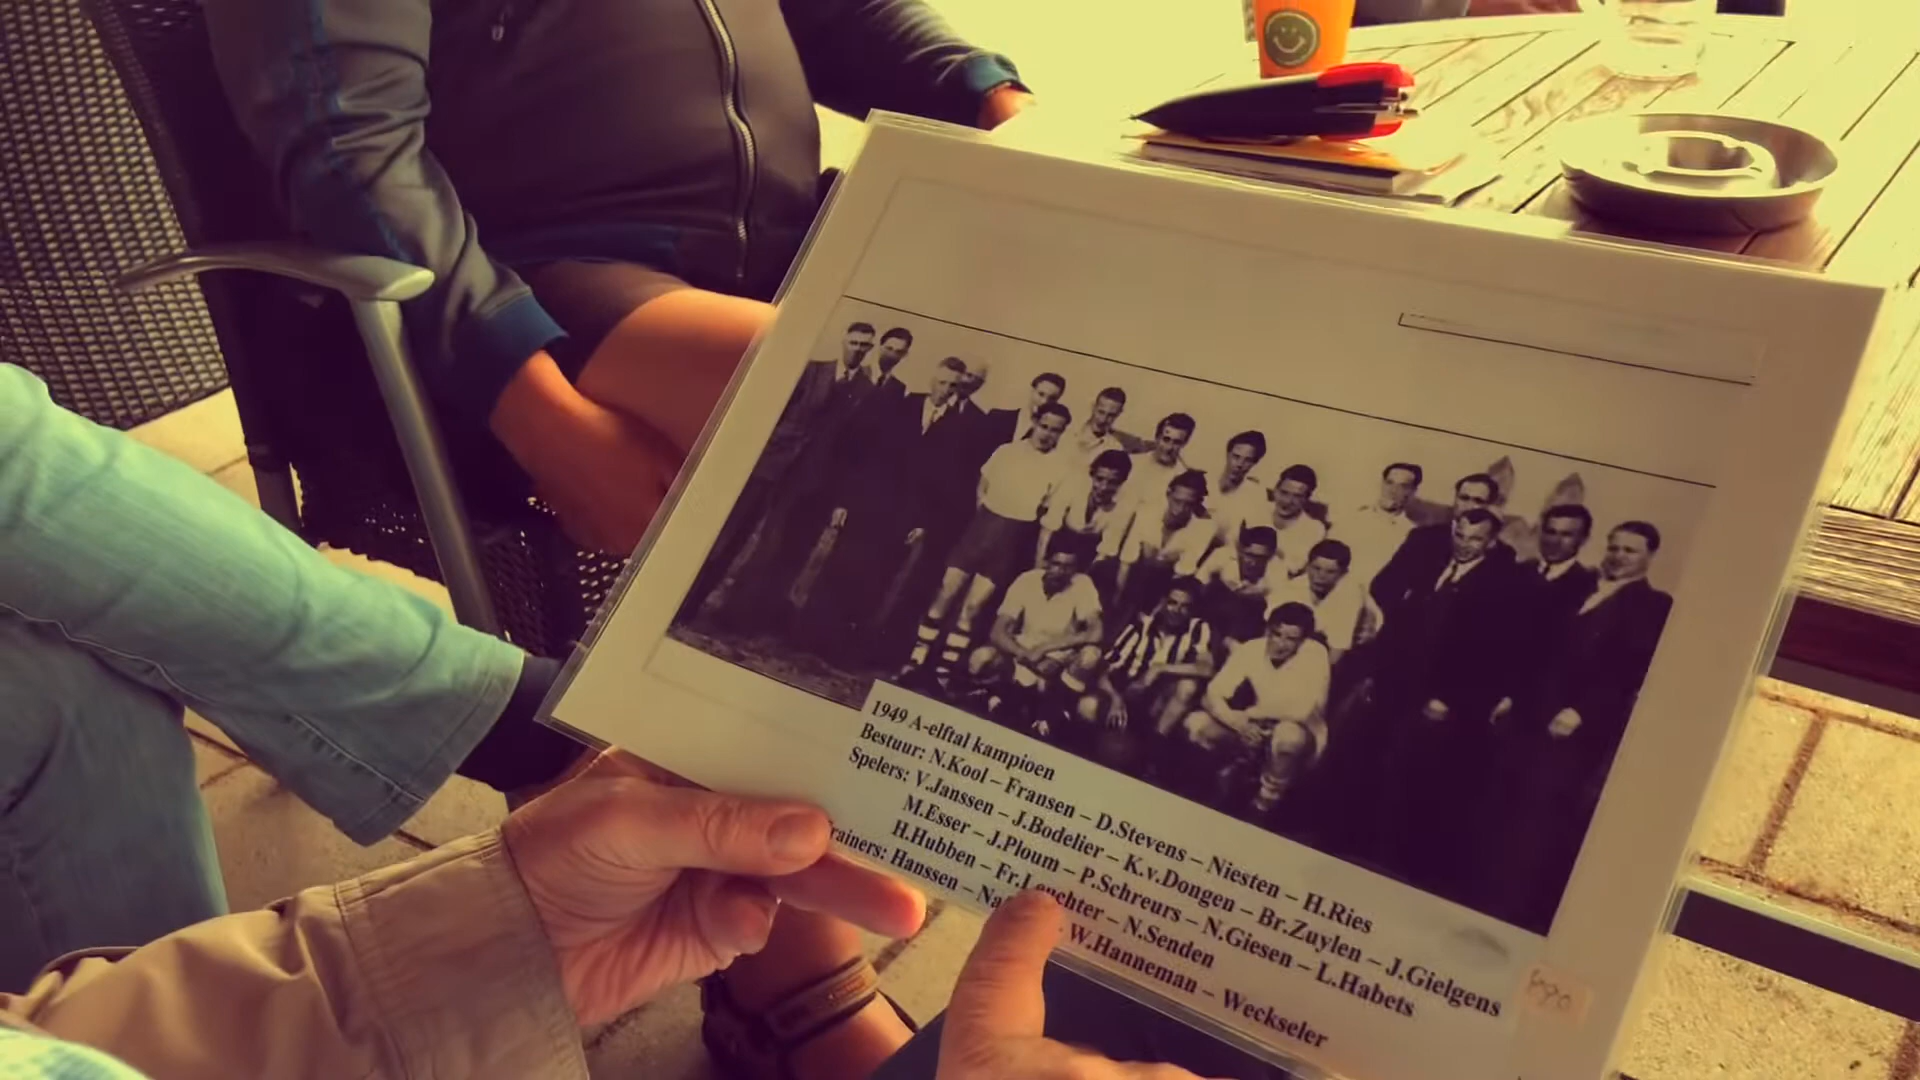 1949 A-elftal kampioen
Bestuur: N.Kool – Fransen – D.Stevens – Niesten – H.Ries
Spelers: V.Janssen – J.Bodelier – K.v.Dongen – Br.Zuylen – J.Gielgens
M.Esser – J.Ploum – P.Schreurs – N.Giesen – L.Habets
H.Hubben – Fr.Leuchter – N.Senden
Trainers: Hanssen – W.Hanneman – Weckseler